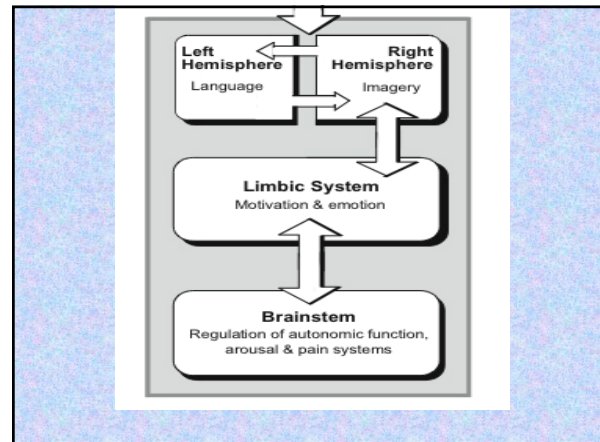 Left
Hemisphere
Language
Right
Hemisphere
Imagery
Limbic System
Motivation & emotion
Brainstem
Regulation of autonomic function,
arousal & pain systems